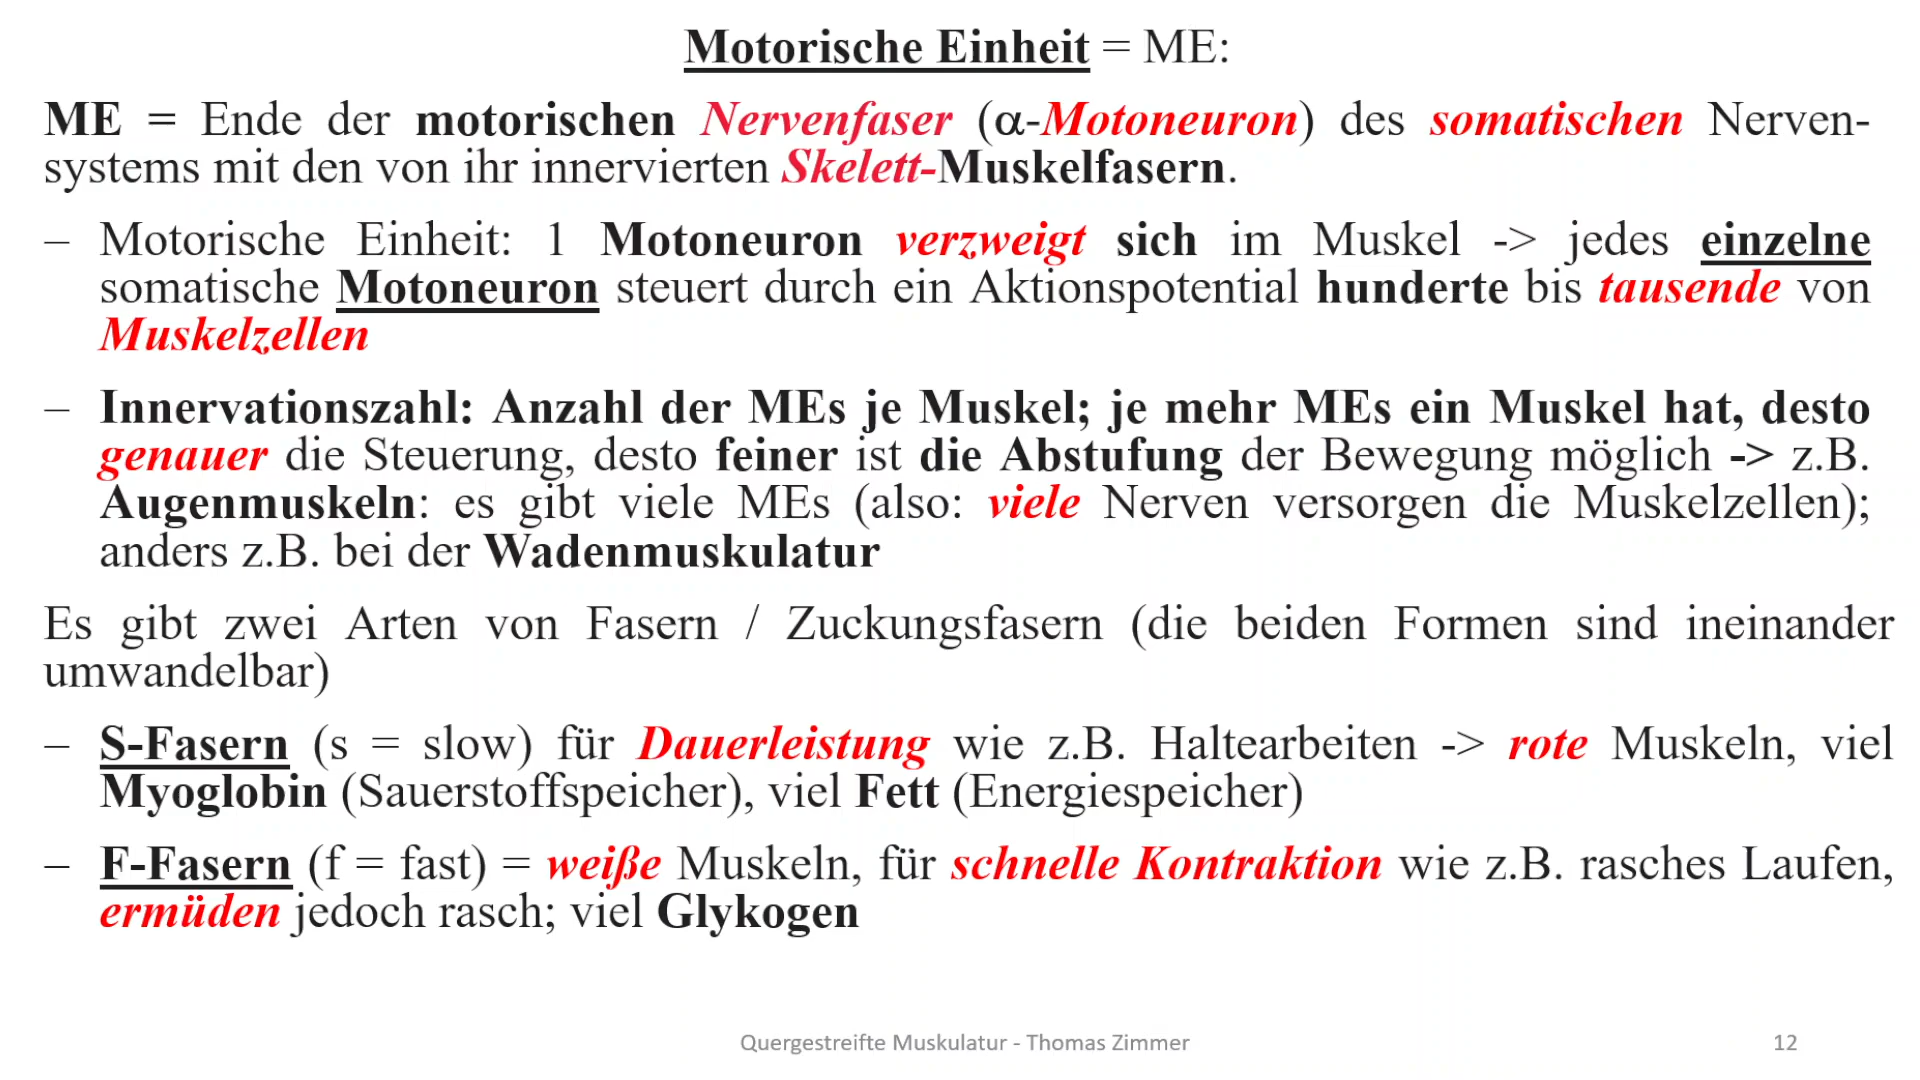 Motorische Einheit = ME:
ME = Ende der motorischen Nervenfaser (α-Motoneuron) des somatischen Nerven-
systems mit den von ihr innervierten Skelett-Muskelfasern.
– Motorische Einheit: 1 Motoneuron verzweigt sich im Muskel -> jedes einzelne
somatische Motoneuron steuert durch ein Aktionspotential hunderte bis tausende von
Muskelzellen
– Innervationszahl: Anzahl der MEs je Muskel; je mehr MEs ein Muskel hat, desto
genauer die Steuerung, desto feiner ist die Abstufung der Bewegung möglich -> z.B.
Augenmuskeln: es gibt viele MEs (also: viele Nerven versorgen die Muskelzellen);
anders z.B. bei der Wadenmuskulatur
Es gibt zwei Arten von Fasern / Zuckungsfasern (die beiden Formen sind ineinander
umwandelbar)
– S-Fasern (s = slow) für Dauerleistung wie z.B. Haltearbeiten -> rote Muskeln, viel
Myoglobin (Sauerstoffspeicher), viel Fett (Energiespeicher)
– F-Fasern (f = fast) = weiße Muskeln, für schnelle Kontraktion wie z.B. rasches Laufen,
ermüden jedoch rasch; viel Glykogen
Quergestreifte Muskulatur - Thomas Zimmer
12